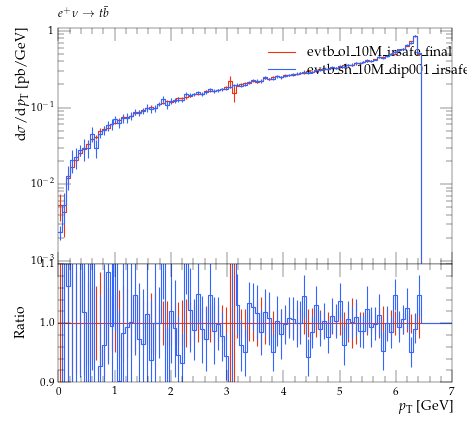 e⁺ν → tb̄
dσ/dp_T [pb/GeV]
evtb_ol_10M_irsafe_final
evtb_sh_10M_dip001_irsafe
1
10⁻¹
10⁻²
10⁻³
Ratio
1.1
1.0
0.9
0 1 2 3 4 5 6 7
p_T [GeV]